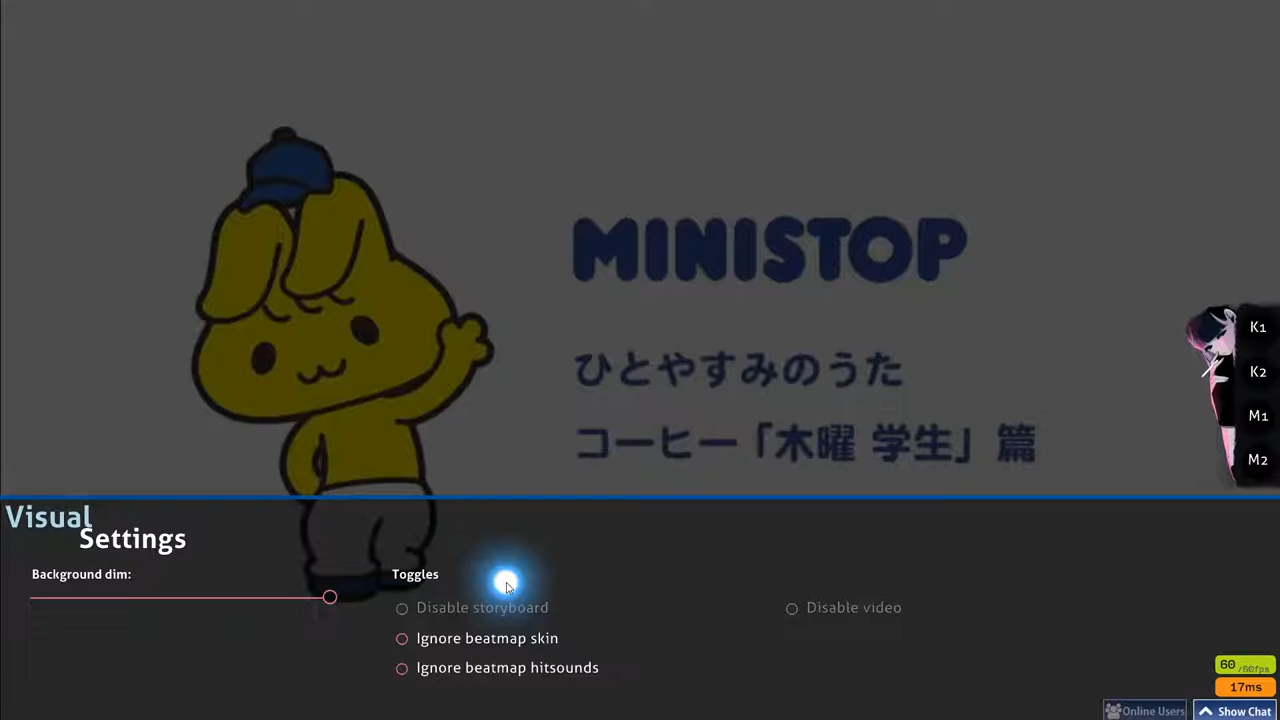 MINISTOP
ひとやすみのうた
コーヒー「木曜 学生」篇
K1
K2
M1
M2
Visual
Settings
Background dim:
Toggles
Disable storyboard
Disable video
Ignore beatmap skin
Ignore beatmap hitsounds
60 /60fps
17ms
Online Users
Show Chat